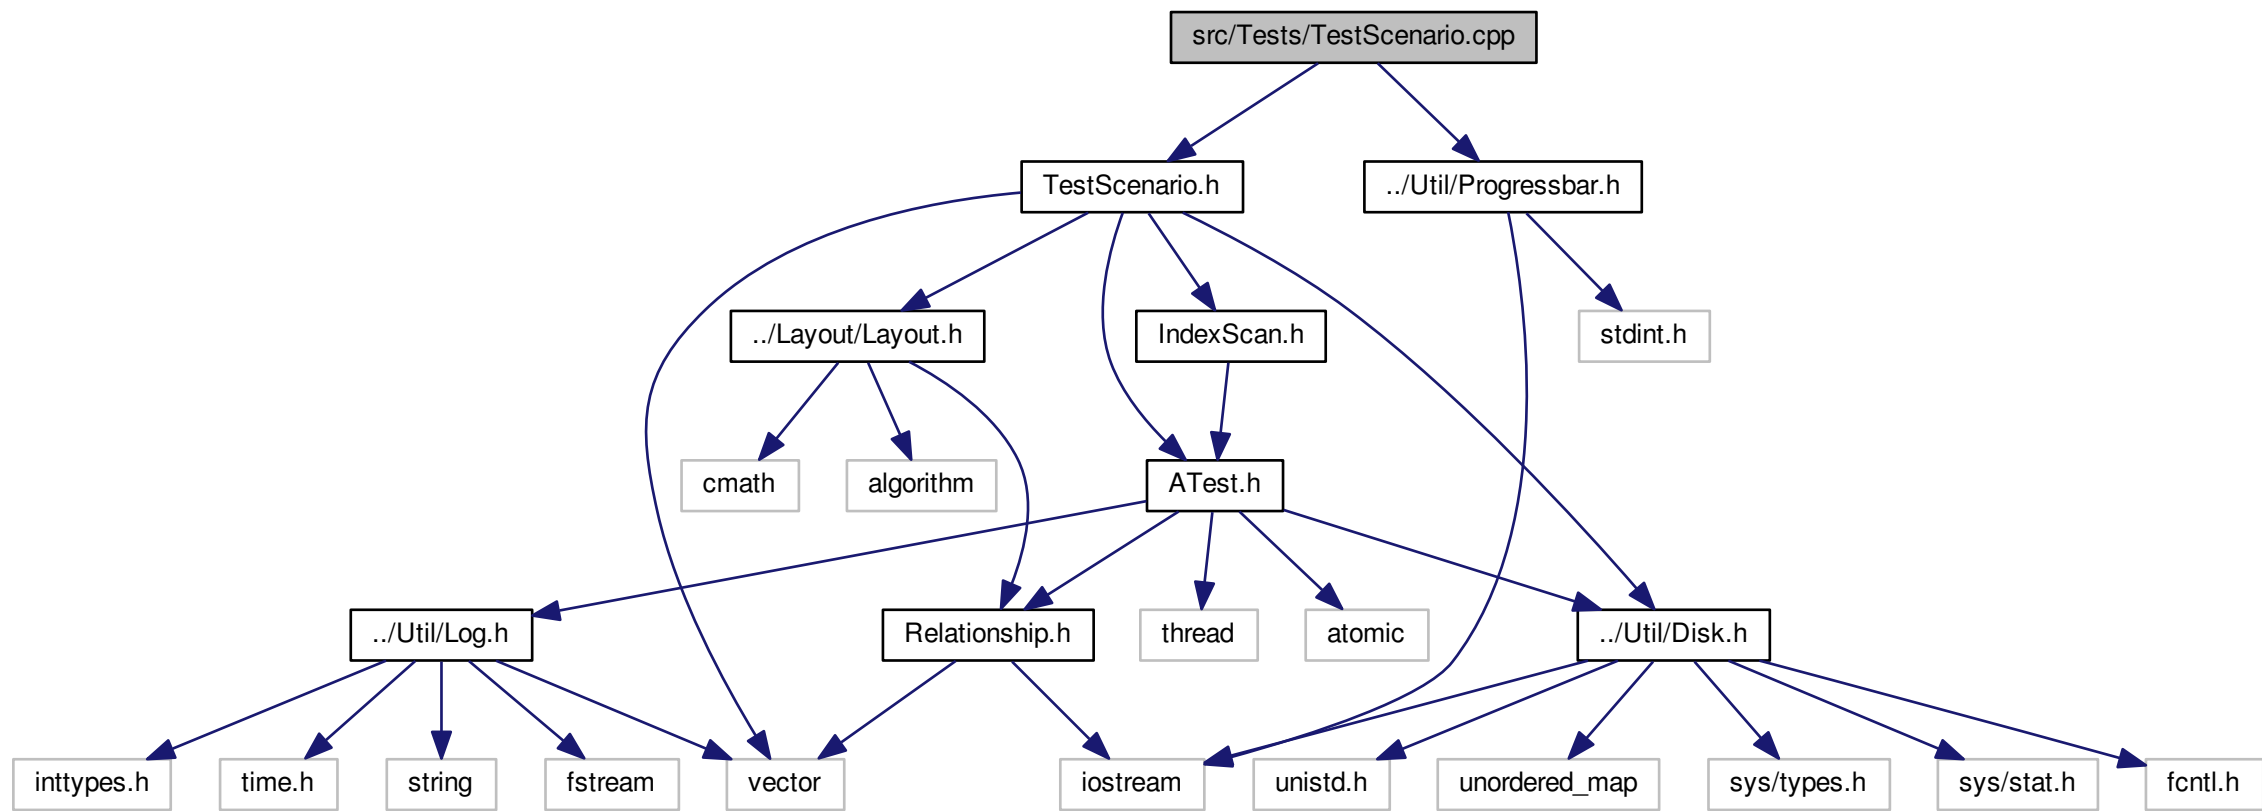 src/Tests/TestScenario.cpp
TestScenario.h
../Util/Progressbar.h
../Layout/Layout.h
IndexScan.h
stdint.h
cmath
algorithm
ATest.h
../Util/Log.h
Relationship.h
thread
atomic
../Util/Disk.h
inttypes.h
time.h
string
fstream
vector
iostream
unistd.h
unordered_map
sys/types.h
sys/stat.h
fcntl.h